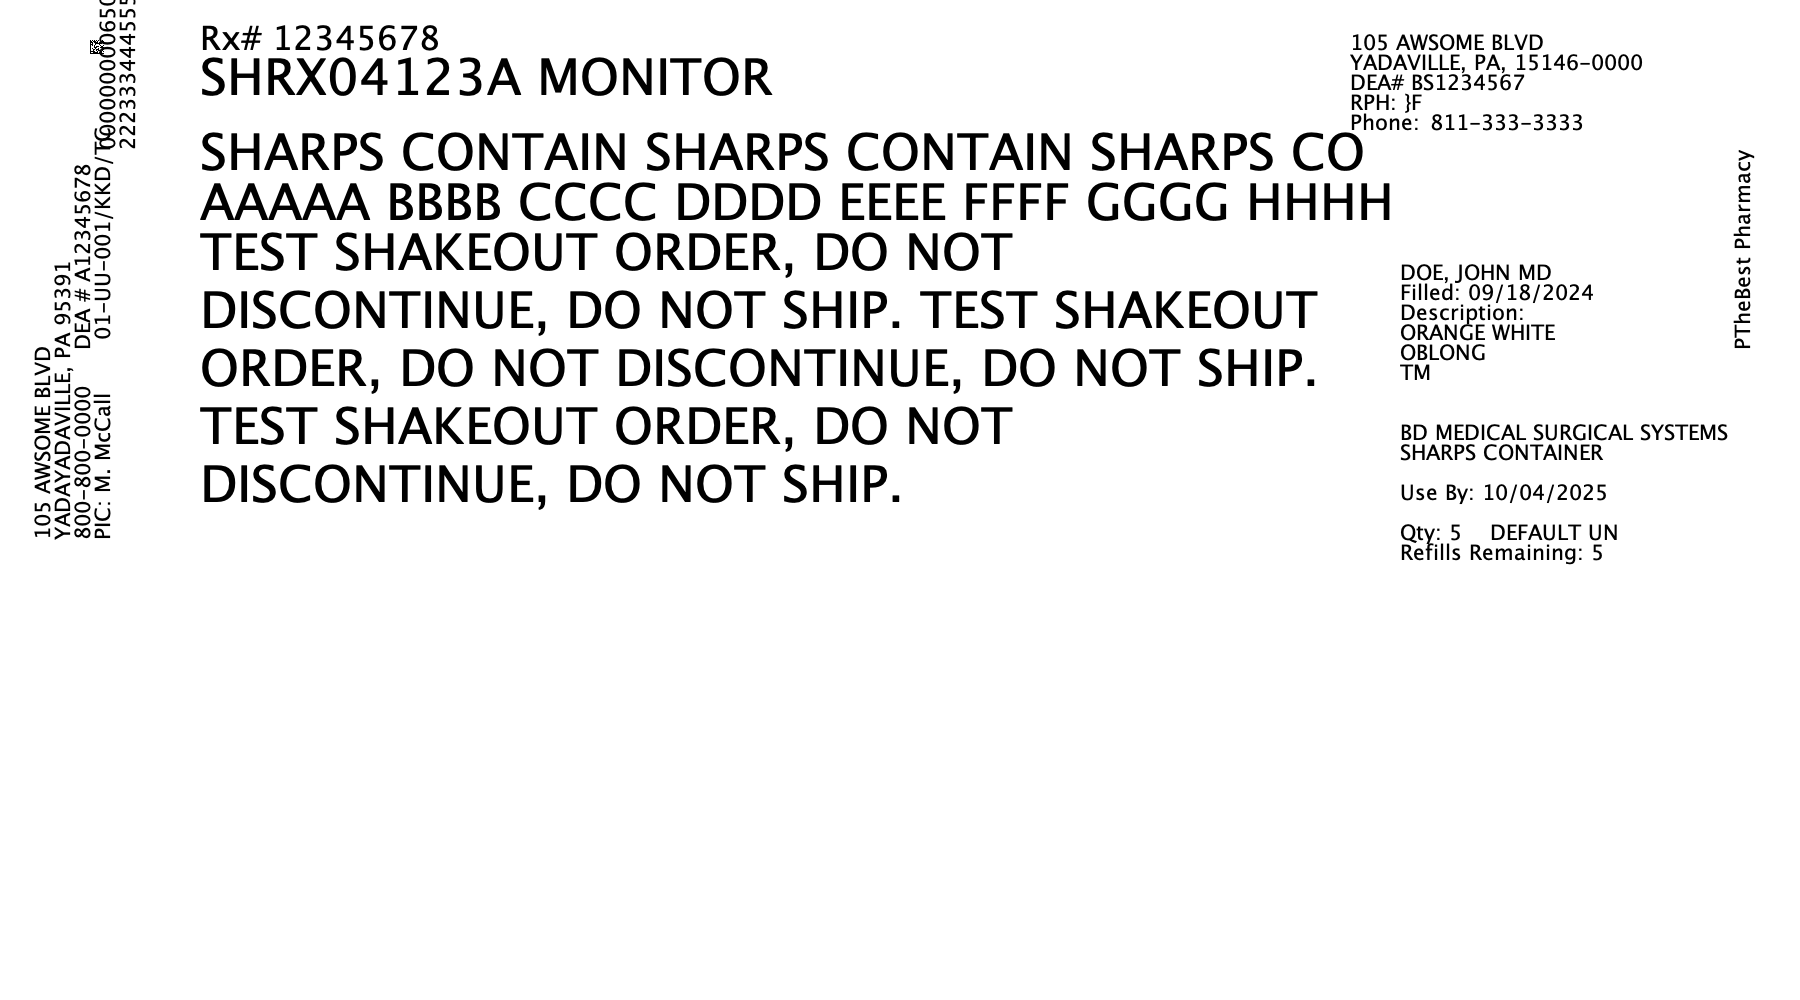 Rx# 12345678
SHRX04123A MONITOR
SHARPS CONTAIN SHARPS CONTAIN SHARPS CO
AAAAA BBBB CCCC DDDD EEEE FFFF GGGG HHHH
TEST SHAKEOUT ORDER, DO NOT
DISCONTINUE, DO NOT SHIP. TEST SHAKEOUT
ORDER, DO NOT DISCONTINUE, DO NOT SHIP.
TEST SHAKEOUT ORDER, DO NOT
DISCONTINUE, DO NOT SHIP.
105 AWSOME BLVD
YADAVILLE, PA, 15146-0000
DEA# BS1234567
RPH: }F
Phone: 811-333-3333
DOE, JOHN MD
Filled: 09/18/2024
Description:
ORANGE WHITE
OBLONG
TM
BD MEDICAL SURGICAL SYSTEMS
SHARPS CONTAINER
Use By: 10/04/2025
Qty: 5 DEFAULT UN
Refills Remaining: 5
PTheBest Pharmacy
105 AWSOME BLVD
YADAYADAVILLE, PA 95391
800-800-0000 DEA # A12345678
PIC: M. McCall 01-UU-001/KKD/